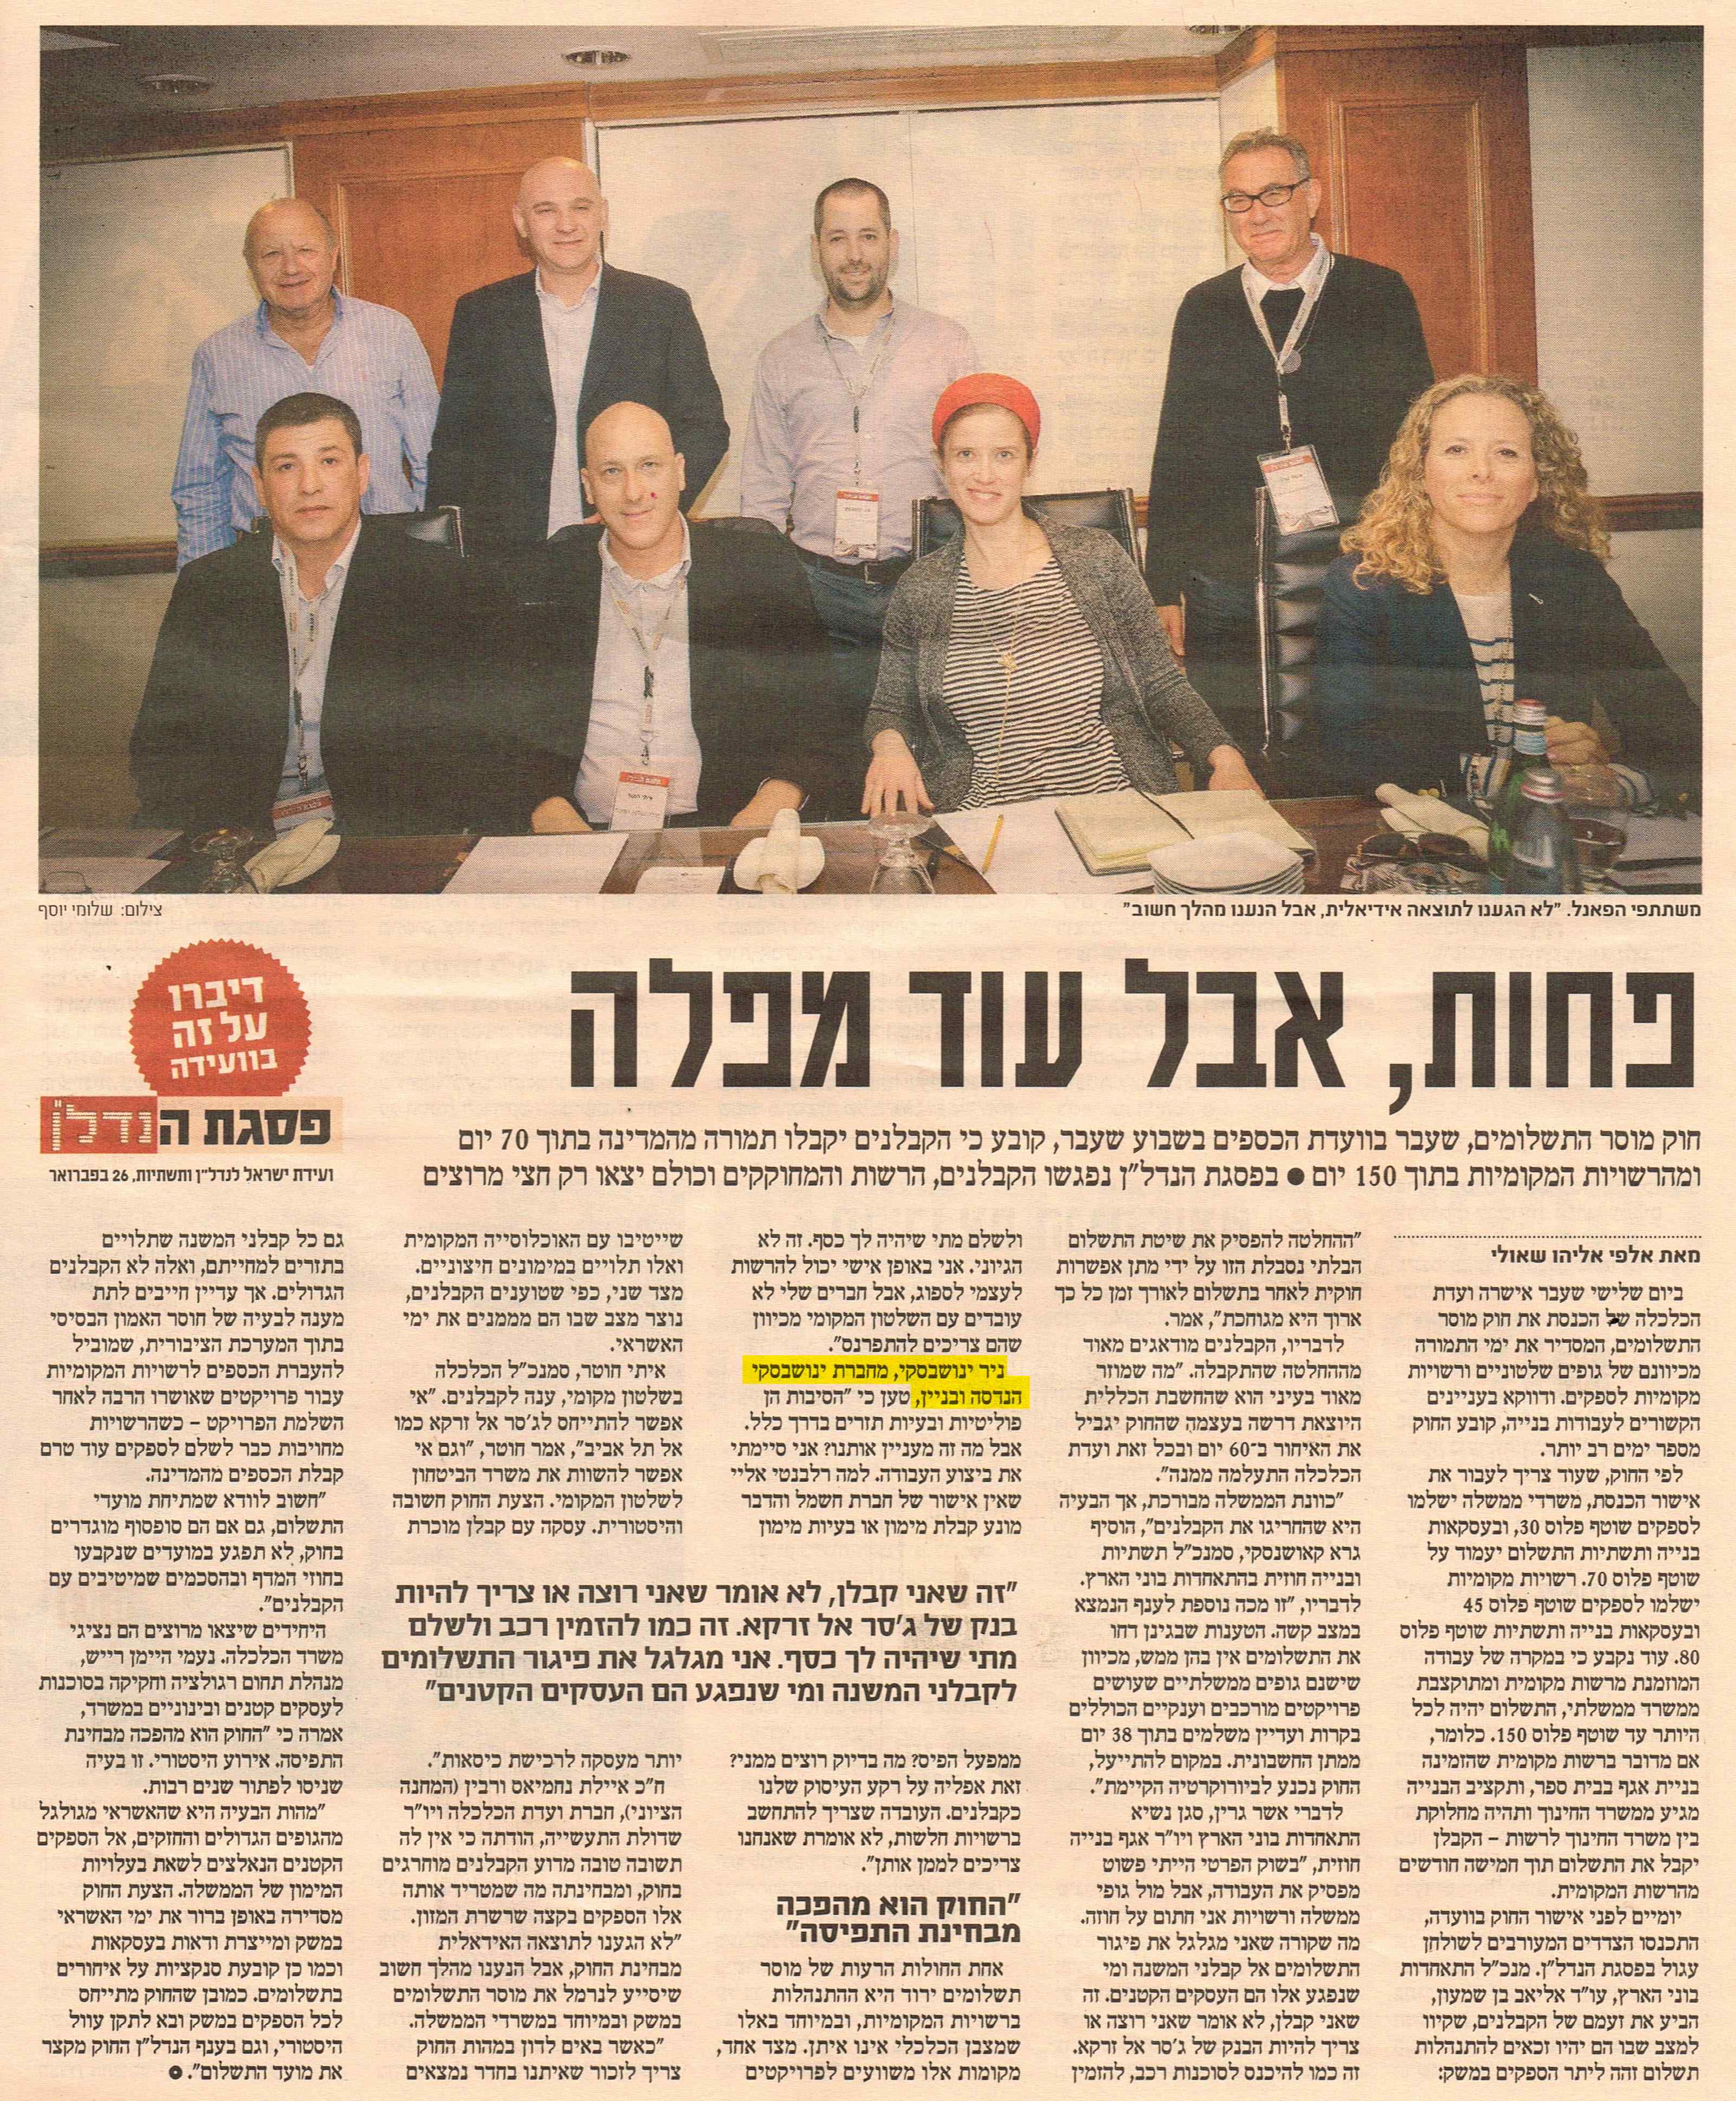 משתתפי הפאנל. "לא הגענו לתוצאה אידיאלית, אבל הנענו מהלך חשוב"
צילום: שלומי יוסף
פחות, אבל עוד מפלה
דיברו
על זה
בוועידה
פסגת הנדל"ן
ועידת ישראל לנדל"ן ותשתיות, 26 בפברואר
חוק מוסר התשלומים, שעבר בוועדת הכספים בשבוע שעבר, קובע כי הקבלנים יקבלו תמורה מהמדינה בתוך 70 יום
ומהרשויות המקומיות בתוך 150 יום • בפסגת הנדל"ן נפגשו הקבלנים, הרשות והמחוקקים וכולם יצאו רק חצי מרוצים
מאת אלפי אליהו שאולי
ביום שלישי שעבר אישרה ועדת
הכלכלה של הכנסת את חוק מוסר
התשלומים, המסדיר את ימי התמורה
מכיוונם של גופים שלטוניים ורשויות
מקומיות לספקים. ודווקא בעניינים
הקשורים לעבודות בנייה, קובע החוק
מספר ימים רב יותר.
לפי החוק, שעוד צריך לעבור את
אישור הכנסת, משרדי ממשלה ישלמו
לספקים שוטף פלוס 30, ובעסקאות
בנייה ותשתיות התשלום יעמוד על
שוטף פלוס 70. רשויות מקומיות
ישלמו לספקים שוטף פלוס 45
ובעסקאות בנייה ותשתיות שוטף פלוס
80. עוד נקבע כי במקרה של עבודה
המוזמנת מרשות מקומית ומתוקצבת
ממשרד ממשלתי, התשלום יהיה לכל
היותר עד שוטף פלוס 150. כלומר,
אם מדובר ברשות מקומית שהזמינה
בניית אגף בבית ספר, ותקציב הבנייה
מגיע ממשרד החינוך ותהיה מחלוקת
בין משרד החינוך לרשות – הקבלן
יקבל את התשלום תוך חמישה חודשים
מהרשות המקומית.
יומיים לפני אישור החוק בוועדה,
התכנסו הצדדים המעורבים לשולחן
עגול בפסגת הנדל"ן. מנכ"ל התאחדות
בוני הארץ, עו"ד אליאב בן שמעון,
הביע את זעמם של הקבלנים, שקיוו
למצב שבו הם יהיו זכאים להתנהלות
תשלום זהה ליתר הספקים במשק:
"ההחלטה להפסיק את שיטת התשלום
הבלתי נסבלת הזו על ידי מתן אפשרות
חוקית לאחר בתשלום לאורך זמן כל כך
ארוך היא מגוחכת", אמר.
לדבריו, הקבלנים מודאגים מאוד
מההחלטה שהתקבלה. "מה שמוזר
מאוד בעיני הוא שהחשבת הכללית
היוצאת דרשה בעצמה שהחוק יגביל
את האיחור ב־60 יום ובכל זאת ועדת
הכלכלה התעלמה ממנה".
"כוונת הממשלה מבורכת, אך הבעיה
היא שהחריגו את הקבלנים", הוסיף
גרא קאושנסקי, סמנכ"ל תשתיות
ובנייה חוזית בהתאחדות בוני הארץ.
לדבריו, "זו מכה נוספת לענף הנמצא
במצב קשה. הטענות שבגינן דחו
את התשלומים אין בהן ממש, מכיוון
שישנם גופים ממשלתיים שעושים
פרויקטים מורכבים וענקיים הכוללים
בקרות ועדיין משלמים בתוך 38 יום
ממתן החשבונית. במקום להתייעל,
החוק נכנע לביורוקרטיה הקיימת".
לדברי אשר גרין, סגן נשיא
התאחדות בוני הארץ ויו"ר אגף בנייה
חוזית, "בשוק הפרטי הייתי פשוט
מפסיק את העבודה, אבל מול גופי
ממשלה ורשויות אני חתום על חוזה.
מה שקורה שאני מגלגל את פיגור
התשלומים אל קבלני המשנה ומי
שנפגע אלו הם העסקים הקטנים. זה
שאני קבלן, לא אומר שאני רוצה או
צריך להיות הבנק של ג'סר אל זרקא.
זה כמו להיכנס לסוכנות רכב, להזמין
ולשלם מתי שיהיה לך כסף. זה לא
הגיוני. אני באופן אישי יכול להרשות
לעצמי לספוג, אבל חברים שלי לא
עובדים עם השלטון המקומי מכיוון
שהם צריכים להתפרנס".
ניר ינושבסקי, מחברת ינושבסקי
הנדסה ובניין, טען כי "הסיבות הן
פוליטיות ובעיות תזרים בדרך כלל.
אבל מה זה מעניין אותנו? אני סיימתי
את ביצוע העבודה. למה רלבנטי אליי
שאין אישור של חברת חשמל והדבר
מונע קבלת מימון או בעיות מימון
"זה שאני קבלן, לא אומר שאני רוצה או צריך להיות
בנק של ג'סר אל זרקא. זה כמו להזמין רכב ולשלם
מתי שיהיה לך כסף. אני מגלגל את פיגור התשלומים
לקבלני המשנה ומי שנפגע הם העסקים הקטנים"
ממפעל הפיס? מה בדיוק רוצים ממני?
זאת אפליה על רקע העיסוק שלנו
כקבלנים. העובדה שצריך להתחשב
ברשויות חלשות, לא אומרת שאנחנו
צריכים לממן אותן".
"החוק הוא מהפכה
מבחינת התפיסה"
אחת החולות הרעות של מוסר
תשלומים ירוד היא ההתנהלות
ברשויות המקומיות, ובמיוחד באלו
שמצבן הכלכלי אינו איתן. מצד אחד,
מקומות אלו משוועים לפרויקטים
שייטיבו עם האוכלוסייה המקומית
ואלו תלויים במימונים חיצוניים.
מצד שני, כפי שטוענים הקבלנים,
נוצר מצב שבו הם מממנים את ימי
האשראי.
איתי חוטר, סמנכ"ל הכלכלה
בשלטון מקומי, ענה לקבלנים. "אי
אפשר להתייחס לג'סר אל זרקא כמו
אל תל אביב", אמר חוטר, "וגם אי
אפשר להשוות את משרד הביטחון
לשלטון המקומי. הצעת החוק חשובה
והיסטורית. עסקה עם קבלן מוכרת
יותר מעסקה לרכישת כיסאות".
ח"כ איילת נחמיאס ורבין (המחנה
הציוני), חברת ועדת הכלכלה ויו"ר
שדולת התעשייה, הודתה כי אין לה
תשובה טובה מדוע הקבלנים מוחרגים
בחוק, ומבחינתה מה שמטריד אותה
אלו הספקים בקצה שרשרת המזון.
"לא הגענו לתוצאה האידאלית
מבחינת החוק, אבל הנענו מהלך חשוב
שיסייע לנרמל את מוסר התשלומים
במשק ובמיוחד במשרדי הממשלה.
"כאשר באים לדון במהות החוק
צריך לזכור שאיתנו בחדר נמצאים
גם כל קבלני המשנה שתלויים
בתזרים למחייתם, ואלה לא הקבלנים
הגדולים. אך עדיין חייבים לתת
מענה לבעיה של חוסר האמון הבסיסי
בתוך המערכת הציבורית, שמוביל
להעברת הכספים לרשויות המקומיות
עבור פרויקטים שאושרו הרבה לאחר
השלמת הפרויקט – כשהרשויות
מחויבות כבר לשלם לספקים עוד טרם
קבלת הכספים מהמדינה.
"חשוב לוודא שמתיחת מועדי
התשלום, גם אם הם סופסוף מוגדרים
בחוק, לא תפגע במועדים שנקבעו
בחוזי המדף ובהסכמים שמיטיבים עם
הקבלנים".
היחידים שיצאו מרוצים הם נציגי
משרד הכלכלה. נעמי היימן רייש,
מנהלת תחום רגולציה וחקיקה בסוכנות
לעסקים קטנים ובינוניים במשרד,
אמרה כי "החוק הוא מהפכה מבחינת
התפיסה. אירוע היסטורי. זו בעיה
שניסו לפתור שנים רבות.
"מהות הבעיה היא שהאשראי מגולגל
מהגופים הגדולים והחזקים, אל הספקים
הקטנים הנאלצים לשאת בעלויות
המימון של הממשלה. הצעת החוק
מסדירה באופן ברור את ימי האשראי
במשק ומייצרת ודאות בעסקאות
וכמו כן קובעת סנקציות על איחורים
בתשלומים. כמובן שהחוק מתייחס
לכל הספקים במשק ובא לתקן עוול
היסטורי, וגם בענף הנדל"ן החוק מקצר
את מועד התשלום".